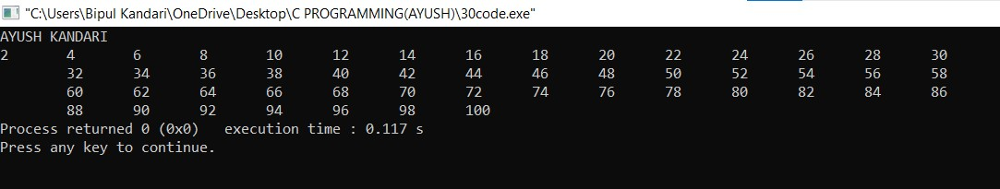 "C:\Users\Bipul Kandari\OneDrive\Desktop\C PROGRAMMING(AYUSH)\30code.exe"
AYUSH KANDARI
2 4 6 8 10 12 14 16 18 20 22 24 26 28 30
32 34 36 38 40 42 44 46 48 50 52 54 56 58
60 62 64 66 68 70 72 74 76 78 80 82 84 86
88 90 92 94 96 98 100
Process returned 0 (0x0) execution time : 0.117 s
Press any key to continue.